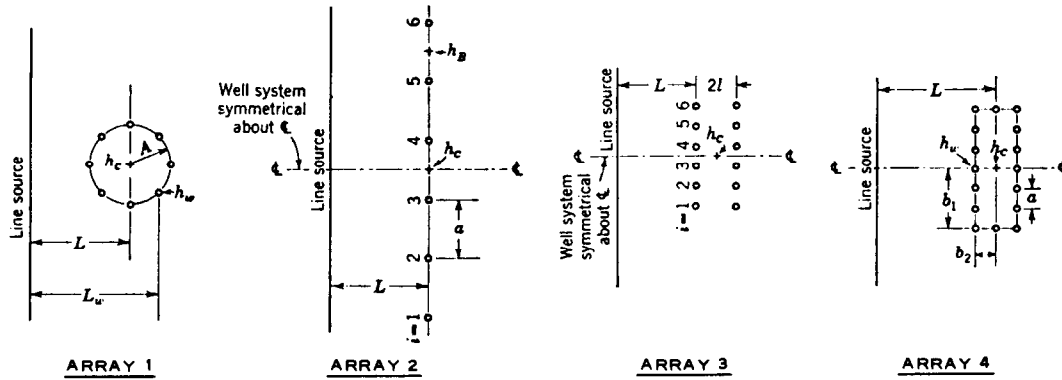 Line source
h_c
A
h_w
L
L_w
ARRAY 1
Well system
symmetrical
about ℄
℄
℄
Line source
6
h_B
5
4
h_c
3
a
2
L
i=1
ARRAY 2
Well system
symmetrical
about ℄
℄
℄
Line source
L
2l
6
5
4
h_c
3
2
i=1
ARRAY 3
Line source
L
h_w
h_c
℄
℄
b_1
a
b_2
ARRAY 4